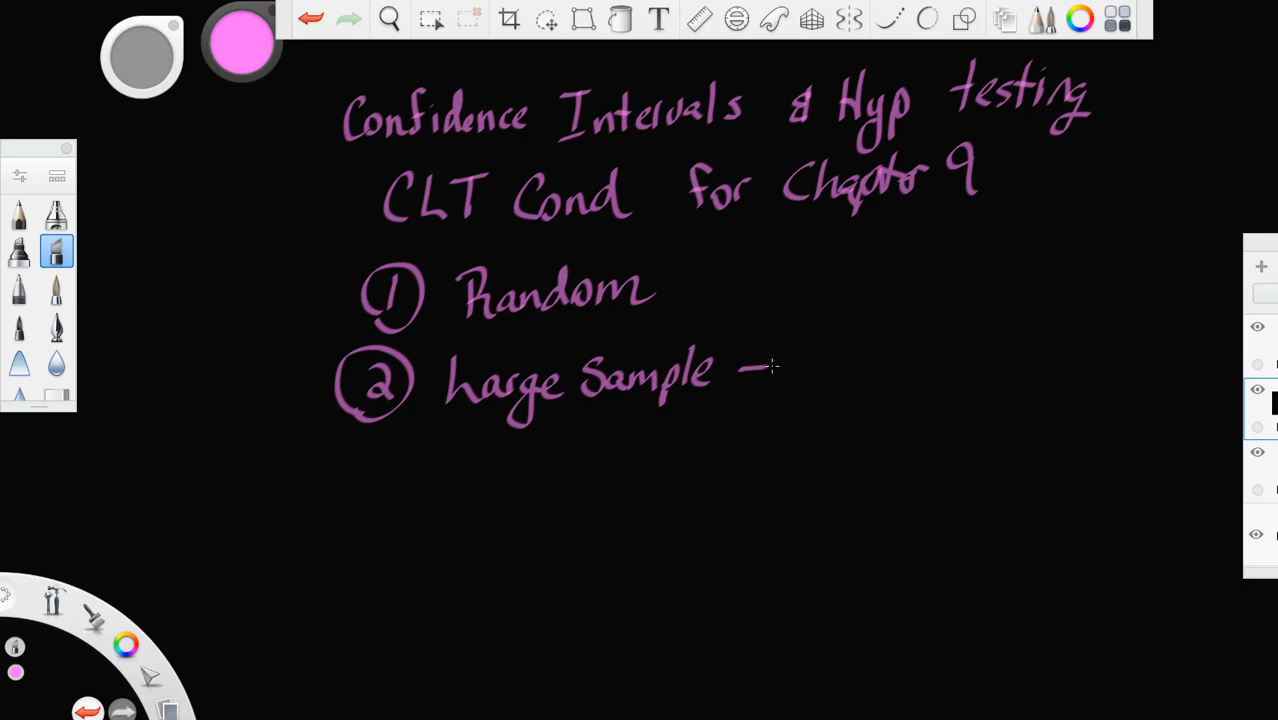 Confidence Intervals & Hyp testing
CLT Cond for Chapter 9
① Random
② Large Sample –